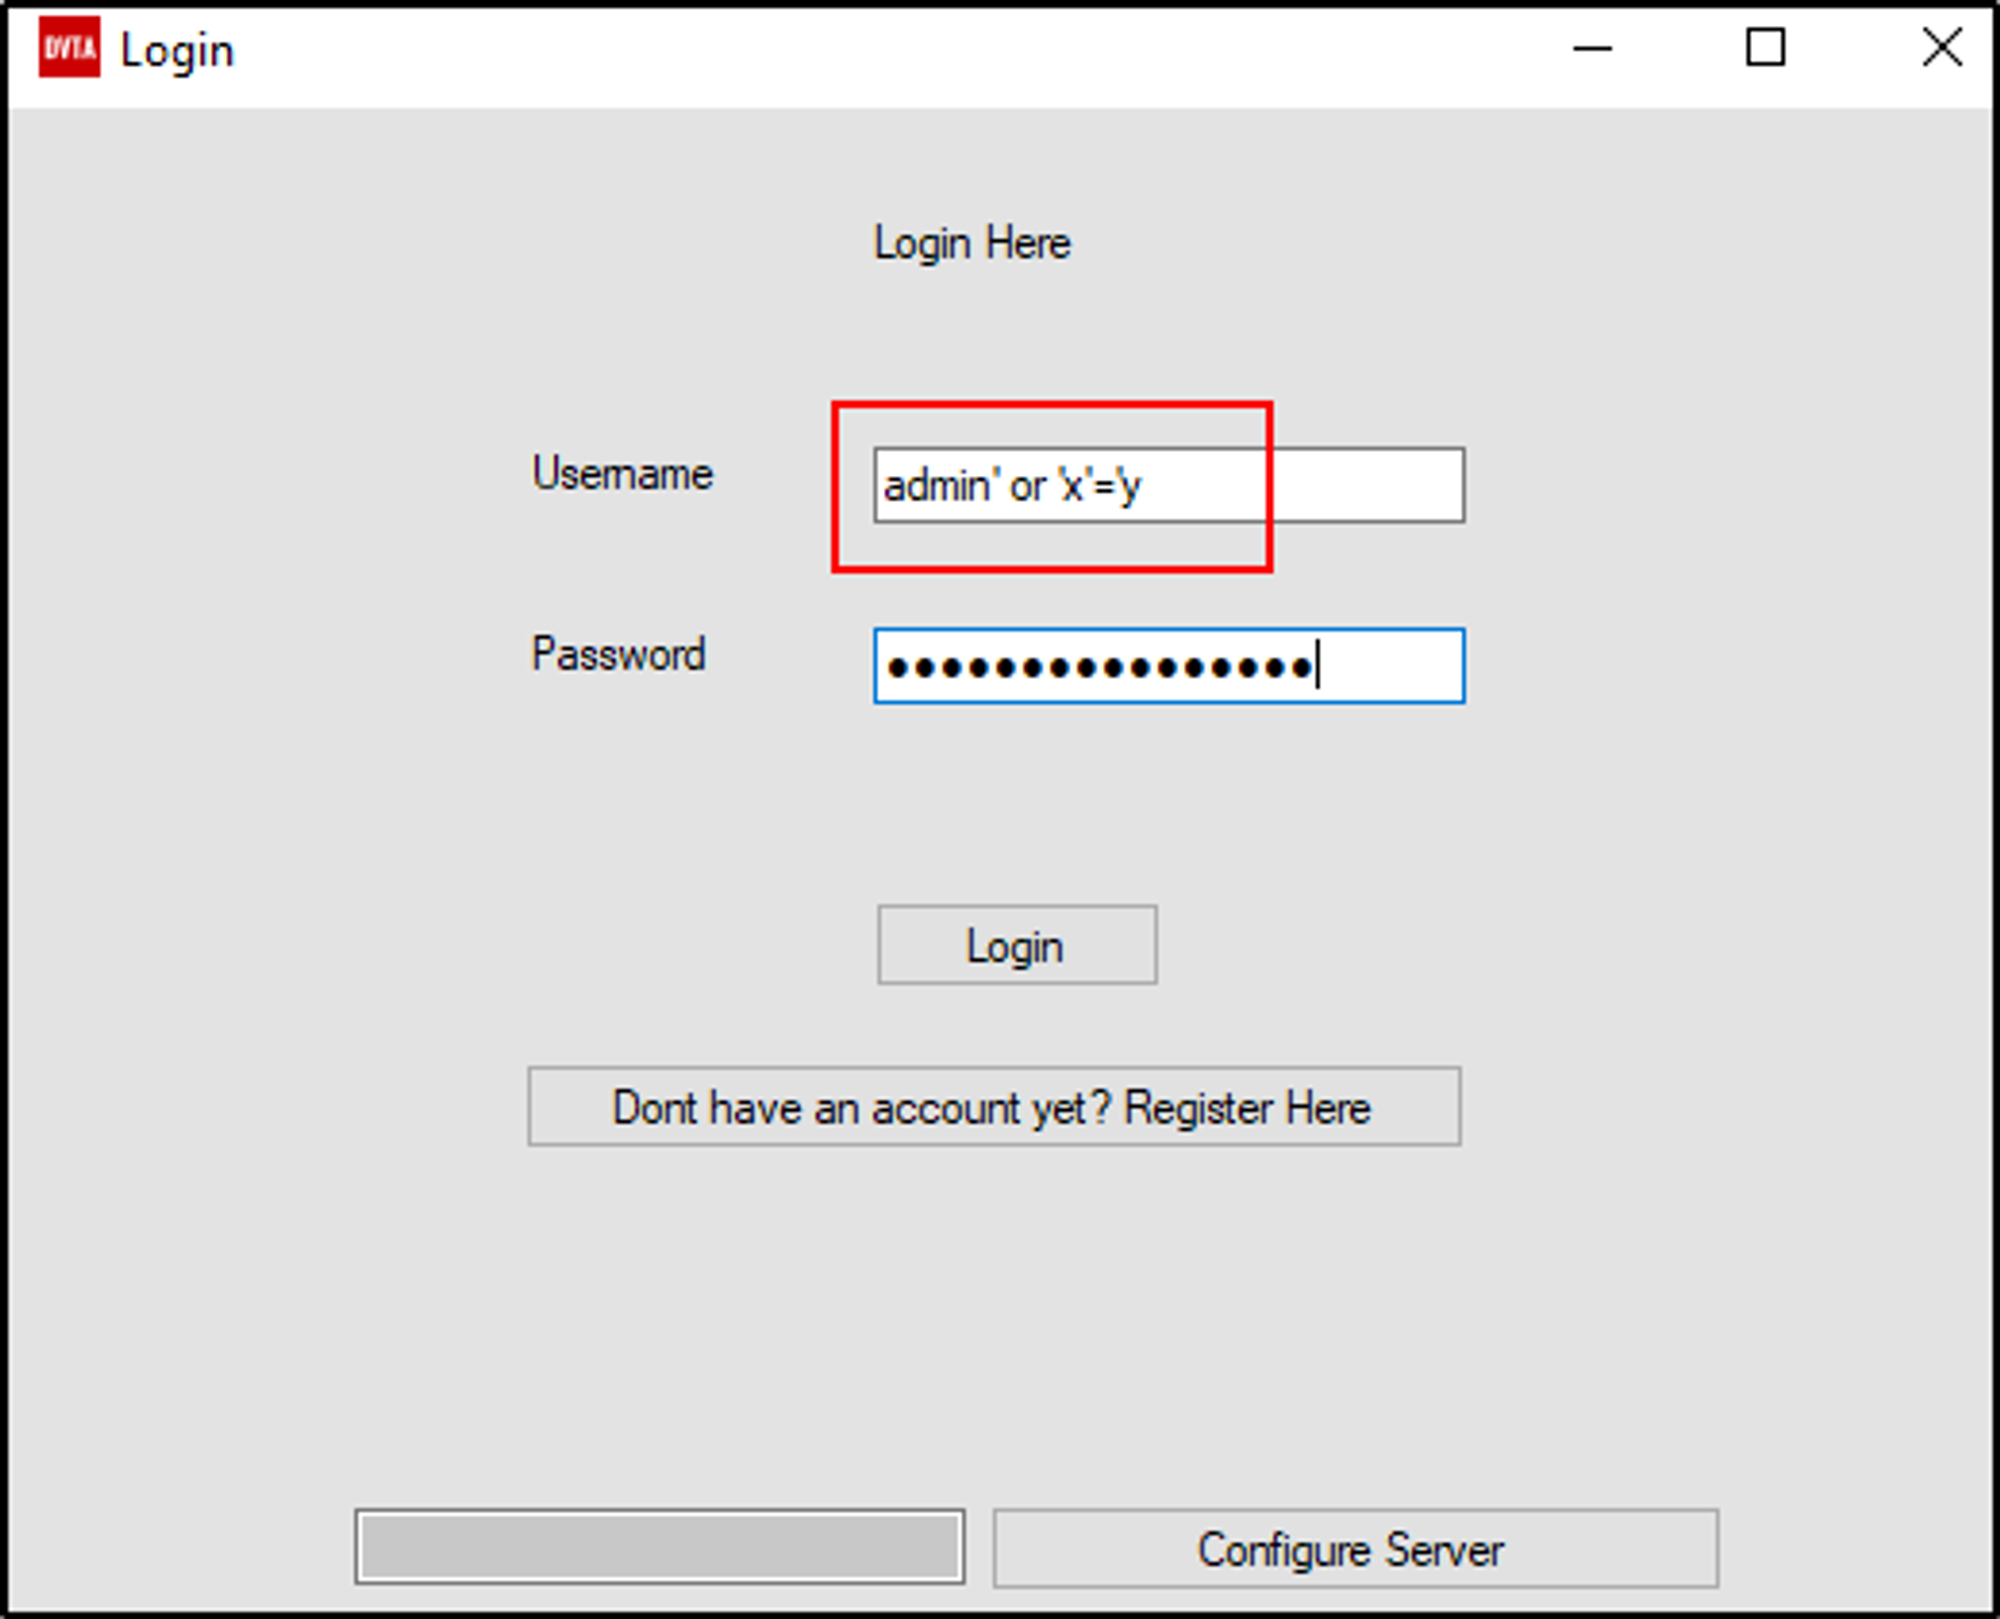 DVTA Login
Login Here
Username admin' or 'x'='y
Password ●●●●●●●●●●●●●●●●
Login
Dont have an account yet? Register Here
Configure Server